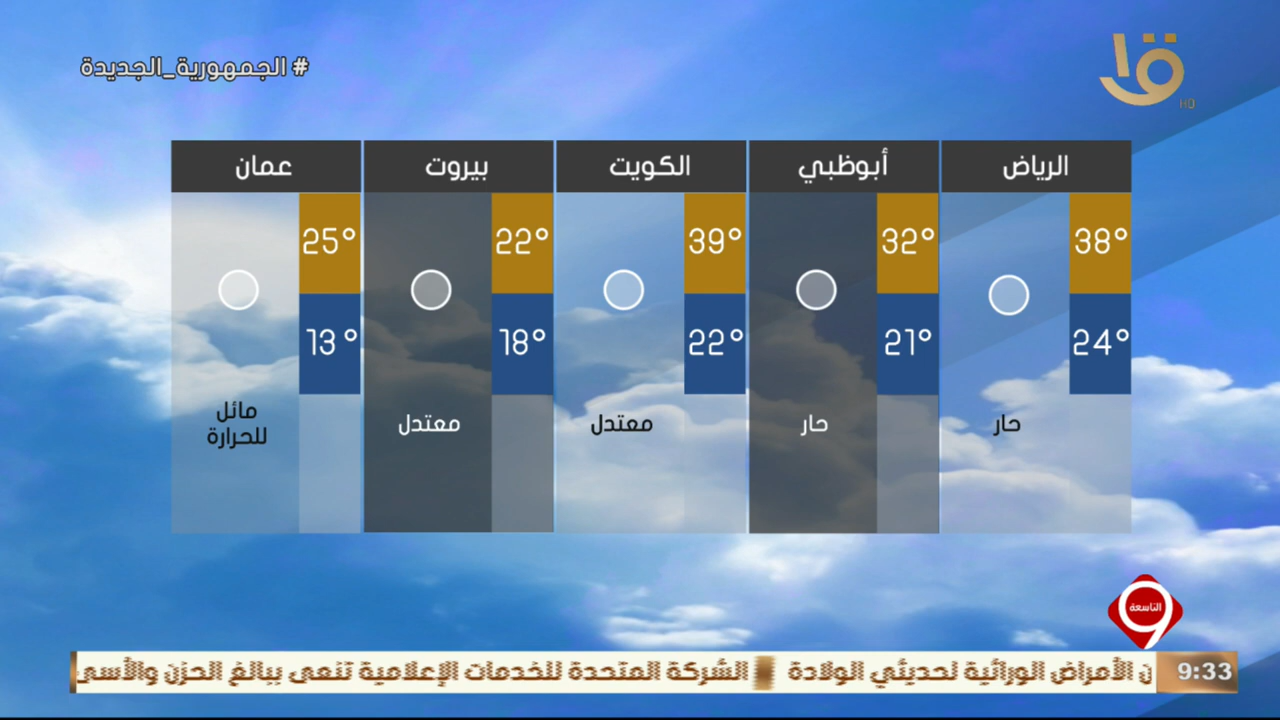 # الجمهورية_الجديدة
HD
الرياض
38°
24°
حار
أبوظبي
32°
21°
حار
الكويت
39°
22°
معتدل
بيروت
22°
18°
معتدل
عمان
25°
13°
مائل
للحرارة
التاسعة
9
9:33
ن الأمراض الوراثية لحديثي الولادة الشركة المتحدة للخدمات الإعلامية تنعى ببالغ الحزن والأسى